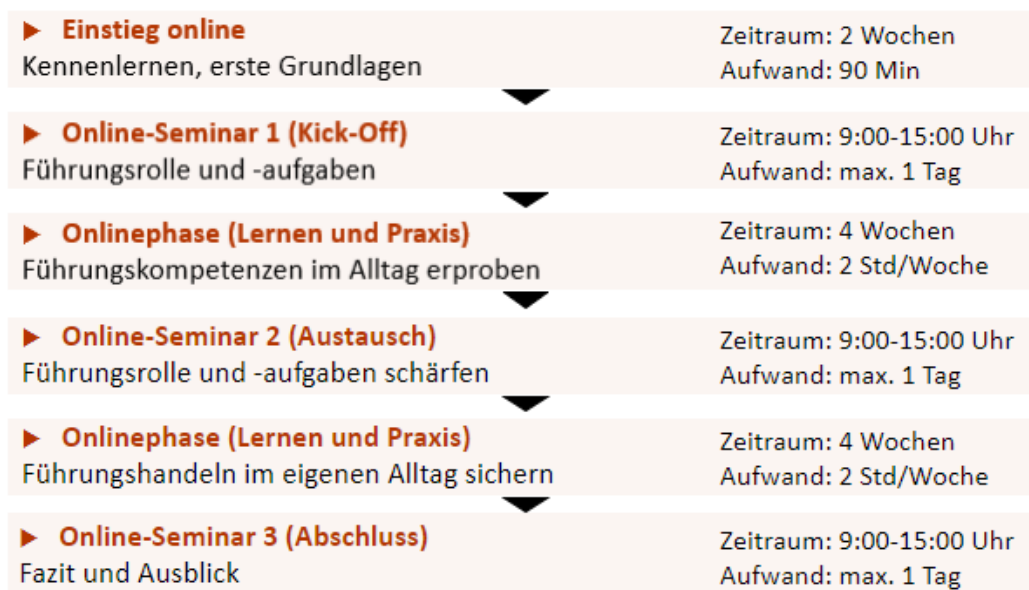 Einstieg online
Kennenlernen, erste Grundlagen
Zeitraum: 2 Wochen
Aufwand: 90 Min
Online-Seminar 1 (Kick-Off)
Führungsrolle und -aufgaben
Zeitraum: 9:00-15:00 Uhr
Aufwand: max. 1 Tag
Onlinephase (Lernen und Praxis)
Führungskompetenzen im Alltag erproben
Zeitraum: 4 Wochen
Aufwand: 2 Std/Woche
Online-Seminar 2 (Austausch)
Führungsrolle und -aufgaben schärfen
Zeitraum: 9:00-15:00 Uhr
Aufwand: max. 1 Tag
Onlinephase (Lernen und Praxis)
Führungshandeln im eigenen Alltag sichern
Zeitraum: 4 Wochen
Aufwand: 2 Std/Woche
Online-Seminar 3 (Abschluss)
Fazit und Ausblick
Zeitraum: 9:00-15:00 Uhr
Aufwand: max. 1 Tag